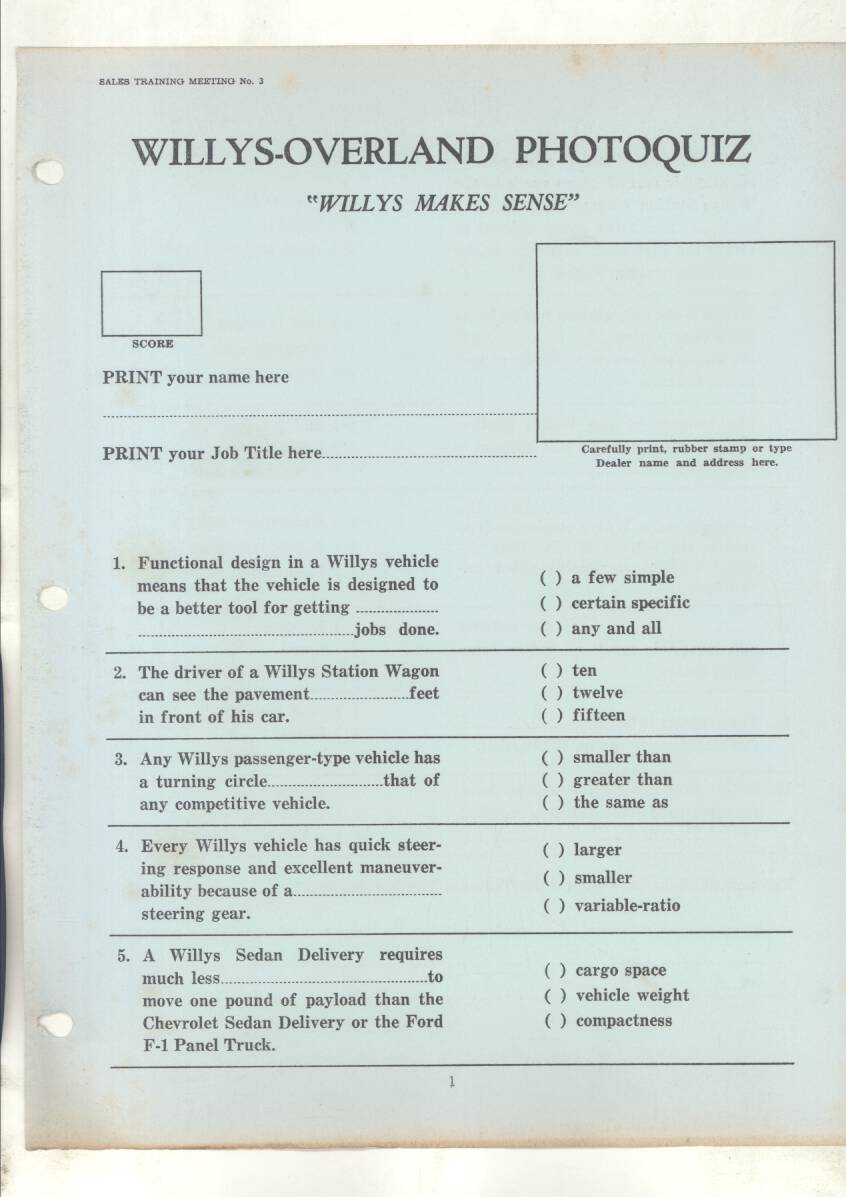 SALES TRAINING MEETING No. 3
WILLYS-OVERLAND PHOTOQUIZ
"WILLYS MAKES SENSE"
SCORE
PRINT your name here
PRINT your Job Title here
Carefully print, rubber stamp or type
Dealer name and address here.
1. Functional design in a Willys vehicle
means that the vehicle is designed to
be a better tool for getting
jobs done.
( ) a few simple
( ) certain specific
( ) any and all
2. The driver of a Willys Station Wagon
can see the pavement feet
in front of his car.
( ) ten
( ) twelve
( ) fifteen
3. Any Willys passenger-type vehicle has
a turning circle that of
any competitive vehicle.
( ) smaller than
( ) greater than
( ) the same as
4. Every Willys vehicle has quick steer-
ing response and excellent maneuver-
ability because of a
steering gear.
( ) larger
( ) smaller
( ) variable-ratio
5. A Willys Sedan Delivery requires
much less to
move one pound of payload than the
Chevrolet Sedan Delivery or the Ford
F-1 Panel Truck.
( ) cargo space
( ) vehicle weight
( ) compactness
1